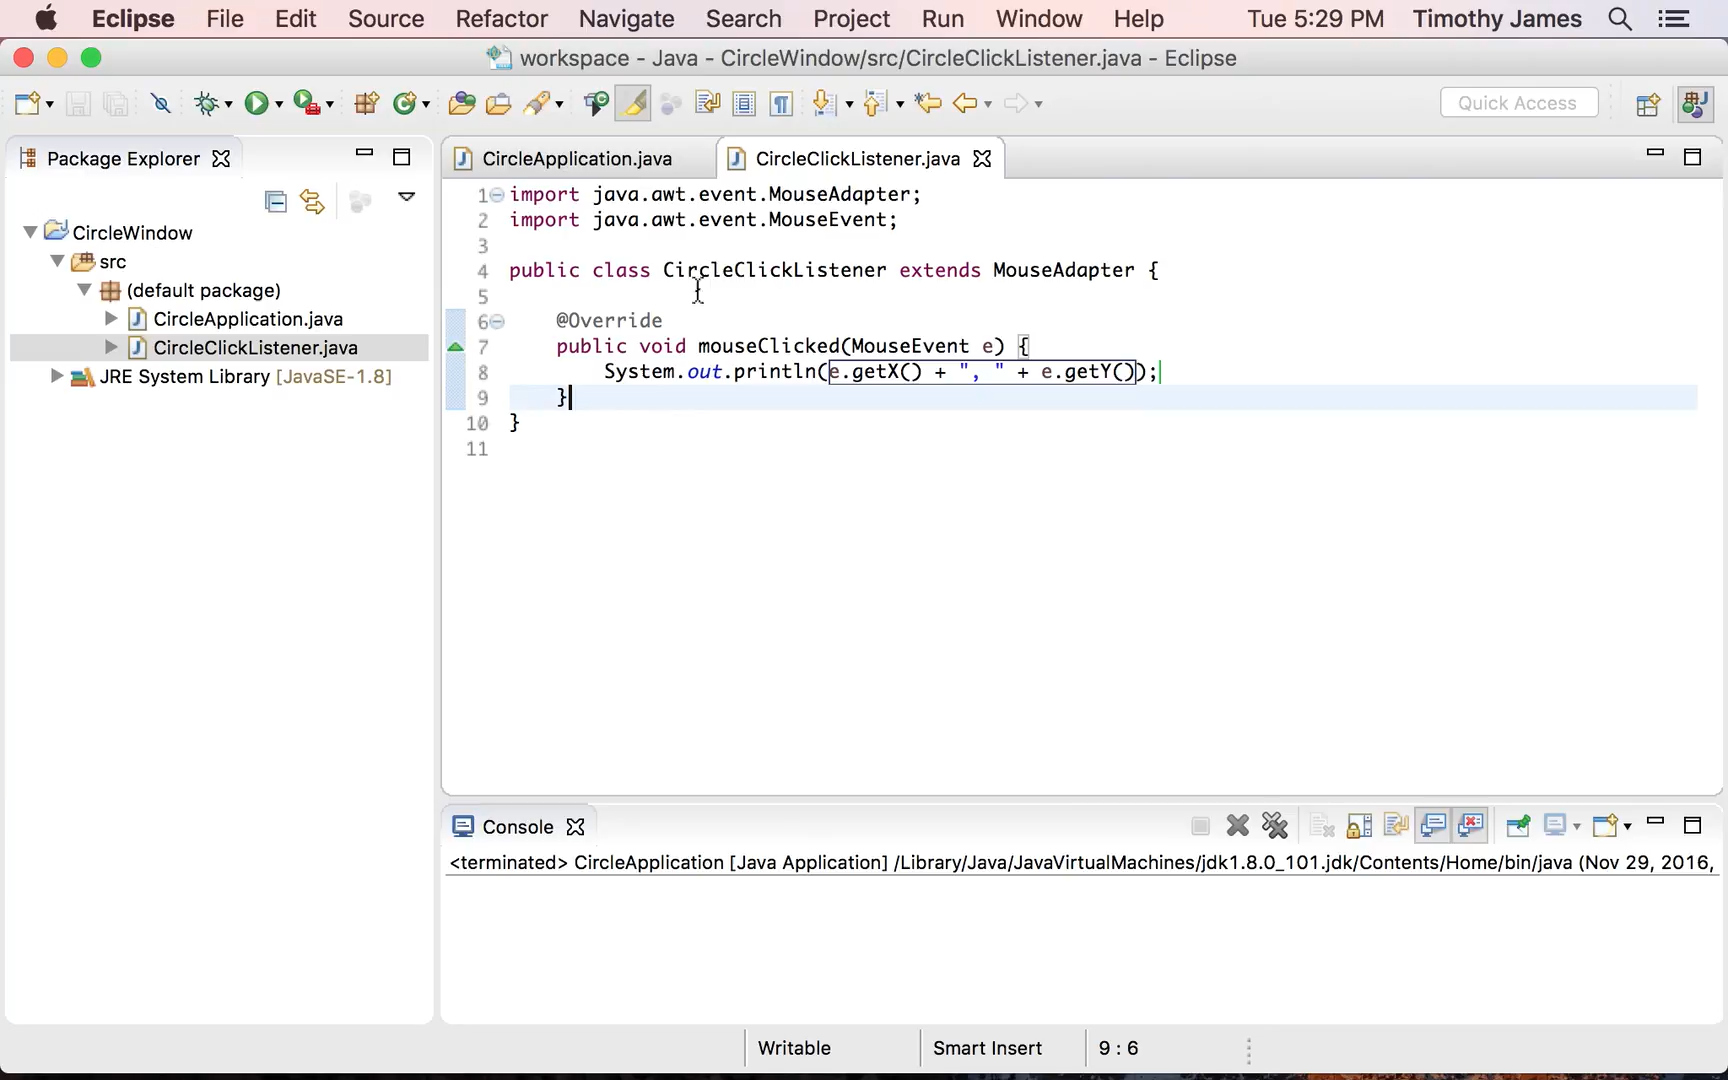 Eclipse File Edit Source Refactor Navigate Search Project Run Window Help Tue 5:29 PM Timothy James
workspace - Java - CircleWindow/src/CircleClickListener.java - Eclipse
Quick Access
Package Explorer
CircleWindow
src
(default package)
CircleApplication.java
CircleClickListener.java
JRE System Library [JavaSE-1.8]
CircleApplication.java CircleClickListener.java
1 import java.awt.event.MouseAdapter;
2 import java.awt.event.MouseEvent;
3
4 public class CircleClickListener extends MouseAdapter {
5
6 @Override
7 public void mouseClicked(MouseEvent e) {
8 System.out.println(e.getX() + ", " + e.getY());
9 }
10 }
11
Console
<terminated> CircleApplication [Java Application] /Library/Java/JavaVirtualMachines/jdk1.8.0_101.jdk/Contents/Home/bin/java (Nov 29, 2016,
Writable Smart Insert 9 : 6